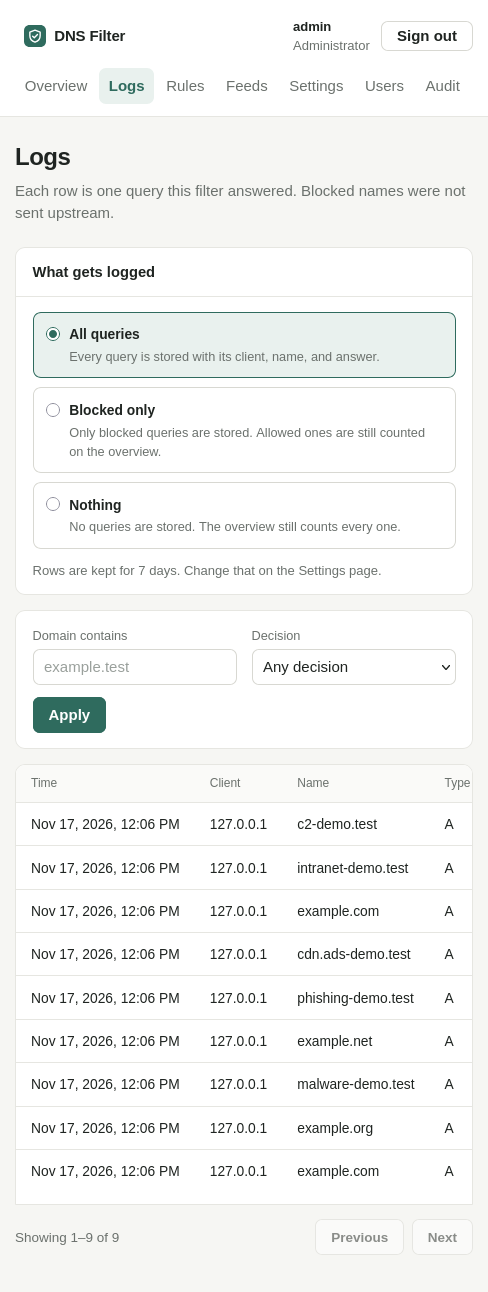 DNS Filter
admin
Administrator
Sign out
Overview Logs Rules Feeds Settings Users Audit
Logs
Each row is one query this filter answered. Blocked names were not
sent upstream.
What gets logged
All queries
Every query is stored with its client, name, and answer.
Blocked only
Only blocked queries are stored. Allowed ones are still counted
on the overview.
Nothing
No queries are stored. The overview still counts every one.
Rows are kept for 7 days. Change that on the Settings page.
Domain contains Decision
example.test Any decision
Apply
Time Client Name Type
Nov 17, 2026, 12:06 PM 127.0.0.1 c2-demo.test A
Nov 17, 2026, 12:06 PM 127.0.0.1 intranet-demo.test A
Nov 17, 2026, 12:06 PM 127.0.0.1 example.com A
Nov 17, 2026, 12:06 PM 127.0.0.1 cdn.ads-demo.test A
Nov 17, 2026, 12:06 PM 127.0.0.1 phishing-demo.test A
Nov 17, 2026, 12:06 PM 127.0.0.1 example.net A
Nov 17, 2026, 12:06 PM 127.0.0.1 malware-demo.test A
Nov 17, 2026, 12:06 PM 127.0.0.1 example.org A
Nov 17, 2026, 12:06 PM 127.0.0.1 example.com A
Showing 1–9 of 9 Previous Next